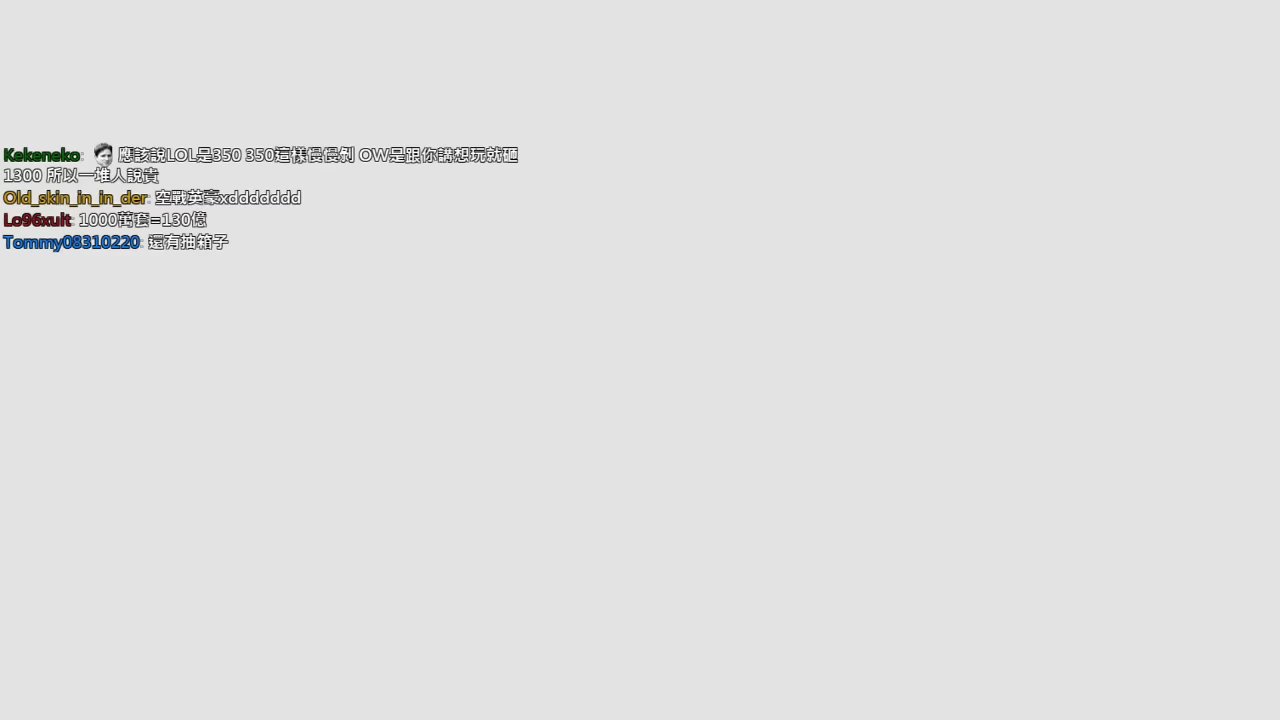 Kekeneko: 應該說LOL是350 350這樣慢慢剝 OW是跟你講想玩就砸
1300 所以一堆人說貴
Old_skin_in_in_der: 空戰英豪xddddddd
Lo96xuit: 1000萬套=130億
Tommy08310220: 還有抽箱子